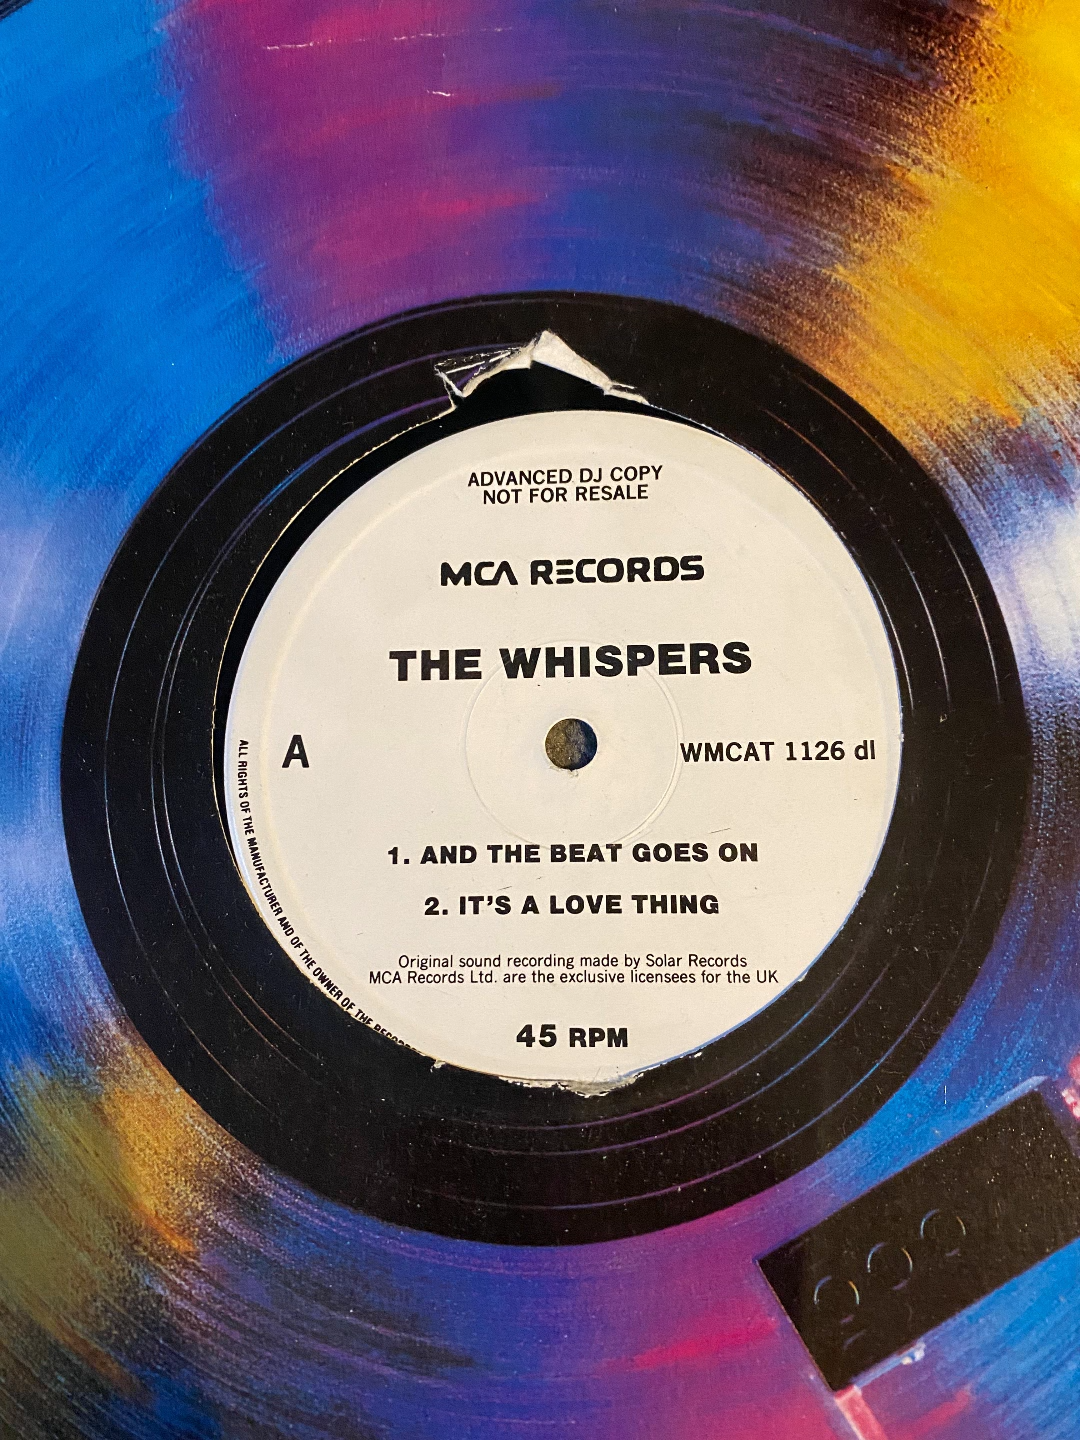 ADVANCED DJ COPY
NOT FOR RESALE
MCA RECORDS
THE WHISPERS
A
WMCAT 1126 dl
1. AND THE BEAT GOES ON
2. IT'S A LOVE THING
Original sound recording made by Solar Records
MCA Records Ltd. are the exclusive licensees for the UK
45 RPM
ALL RIGHTS OF THE MANUFACTURER AND OF THE OWNER OF THE